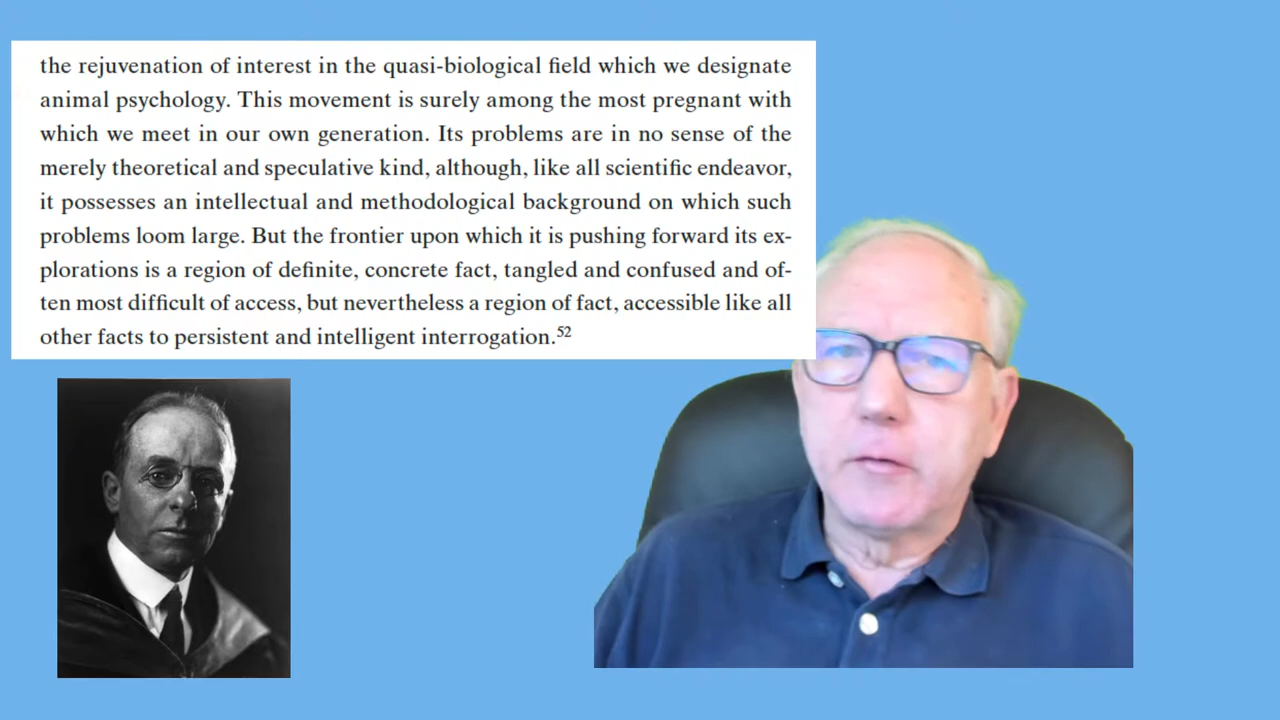 the rejuvenation of interest in the quasi-biological field which we designate
animal psychology. This movement is surely among the most pregnant with
which we meet in our own generation. Its problems are in no sense of the
merely theoretical and speculative kind, although, like all scientific endeavor,
it possesses an intellectual and methodological background on which such
problems loom large. But the frontier upon which it is pushing forward its ex-
plorations is a region of definite, concrete fact, tangled and confused and of-
ten most difficult of access, but nevertheless a region of fact, accessible like all
other facts to persistent and intelligent interrogation.52